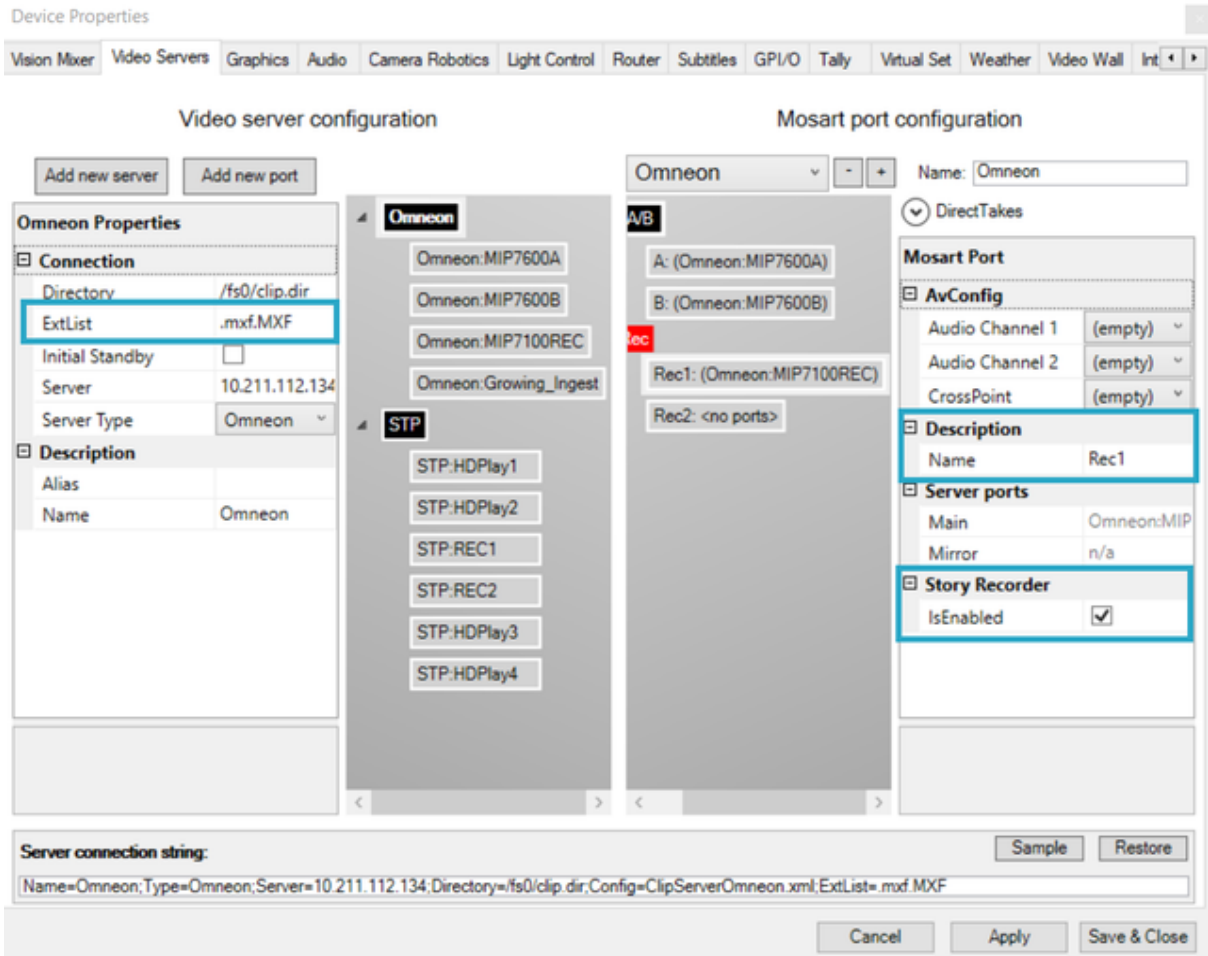 Device Properties
Vision Mixer Video Servers Graphics Audio Camera Robotics Light Control Router Subtitles GPI/O Tally Virtual Set Weather Video Wall Int
Video server configuration
Mosart port configuration
Add new server Add new port
Omneon - + Name: Omneon
DirectTakes
Omneon Properties
Connection
Directory /fs0/clip.dir
ExtList .mxf.MXF
Initial Standby
Server 10.211.112.134
Server Type Omneon
Description
Alias
Name Omneon
Omneon
Omneon:MIP7600A
Omneon:MIP7600B
Omneon:MIP7100REC
Omneon:Growing_Ingest
STP
STP:HDPlay1
STP:HDPlay2
STP:REC1
STP:REC2
STP:HDPlay3
STP:HDPlay4
A/B
A: (Omneon:MIP7600A)
B: (Omneon:MIP7600B)
Rec
Rec1: (Omneon:MIP7100REC)
Rec2: <no ports>
Mosart Port
AvConfig
Audio Channel 1 (empty)
Audio Channel 2 (empty)
CrossPoint (empty)
Description
Name Rec1
Server ports
Main Omneon:MIP
Mirror n/a
Story Recorder
IsEnabled
Server connection string:
Sample Restore
Name=Omneon;Type=Omneon;Server=10.211.112.134;Directory=/fs0/clip.dir;Config=ClipServerOmneon.xml;ExtList=.mxf.MXF
Cancel Apply Save & Close